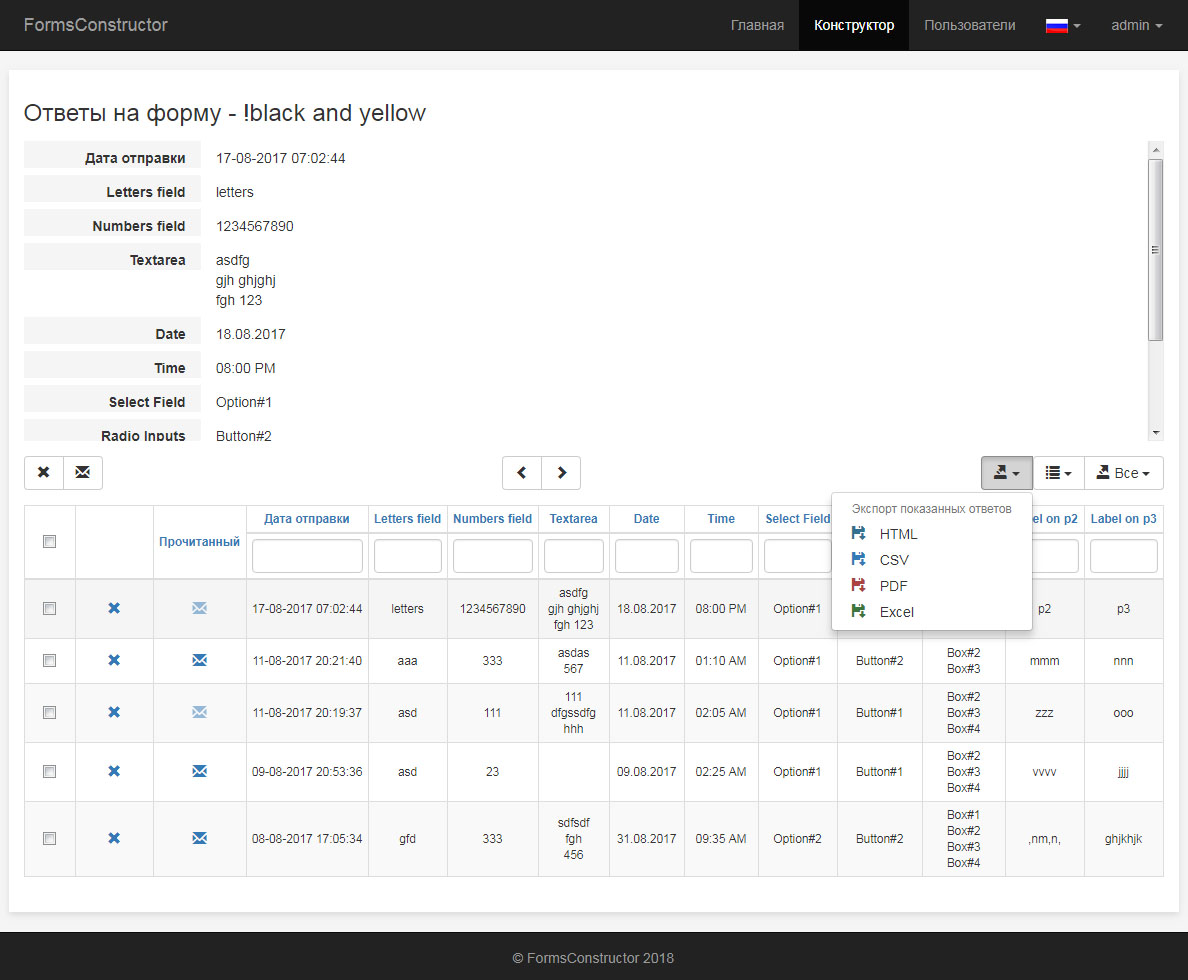 FormsConstructor
Главная
Конструктор
Пользователи
admin
Ответы на форму - !black and yellow
Дата отправки 17-08-2017 07:02:44
Letters field letters
Numbers field 1234567890
Textarea asdfg
gjh ghjghj
fgh 123
Date 18.08.2017
Time 08:00 PM
Select Field Option#1
Radio Inputs Button#2
Все
Экспорт показанных ответов
HTML
CSV
PDF
Excel
Прочитанный
Дата отправки
Letters field
Numbers field
Textarea
Date
Time
Select Field
p2
Label on p3
17-08-2017 07:02:44
letters
1234567890
asdfg
gjh ghjghj
fgh 123
18.08.2017
08:00 PM
Option#1
p2
p3
11-08-2017 20:21:40
aaa
333
asdas
567
11.08.2017
01:10 AM
Option#1
Button#2
Box#2
Box#3
mmm
nnn
11-08-2017 20:19:37
asd
111
111
dfgssdfg
hhh
11.08.2017
02:05 AM
Option#1
Button#1
Box#2
Box#3
Box#4
zzz
ooo
09-08-2017 20:53:36
asd
23
09.08.2017
02:25 AM
Option#1
Button#1
Box#2
Box#3
Box#4
vvvv
jjjj
08-08-2017 17:05:34
gfd
333
sdfsdf
fgh
456
31.08.2017
09:35 AM
Option#2
Button#2
Box#1
Box#2
Box#3
Box#4
,nm,n,
ghjkhjk
© FormsConstructor 2018